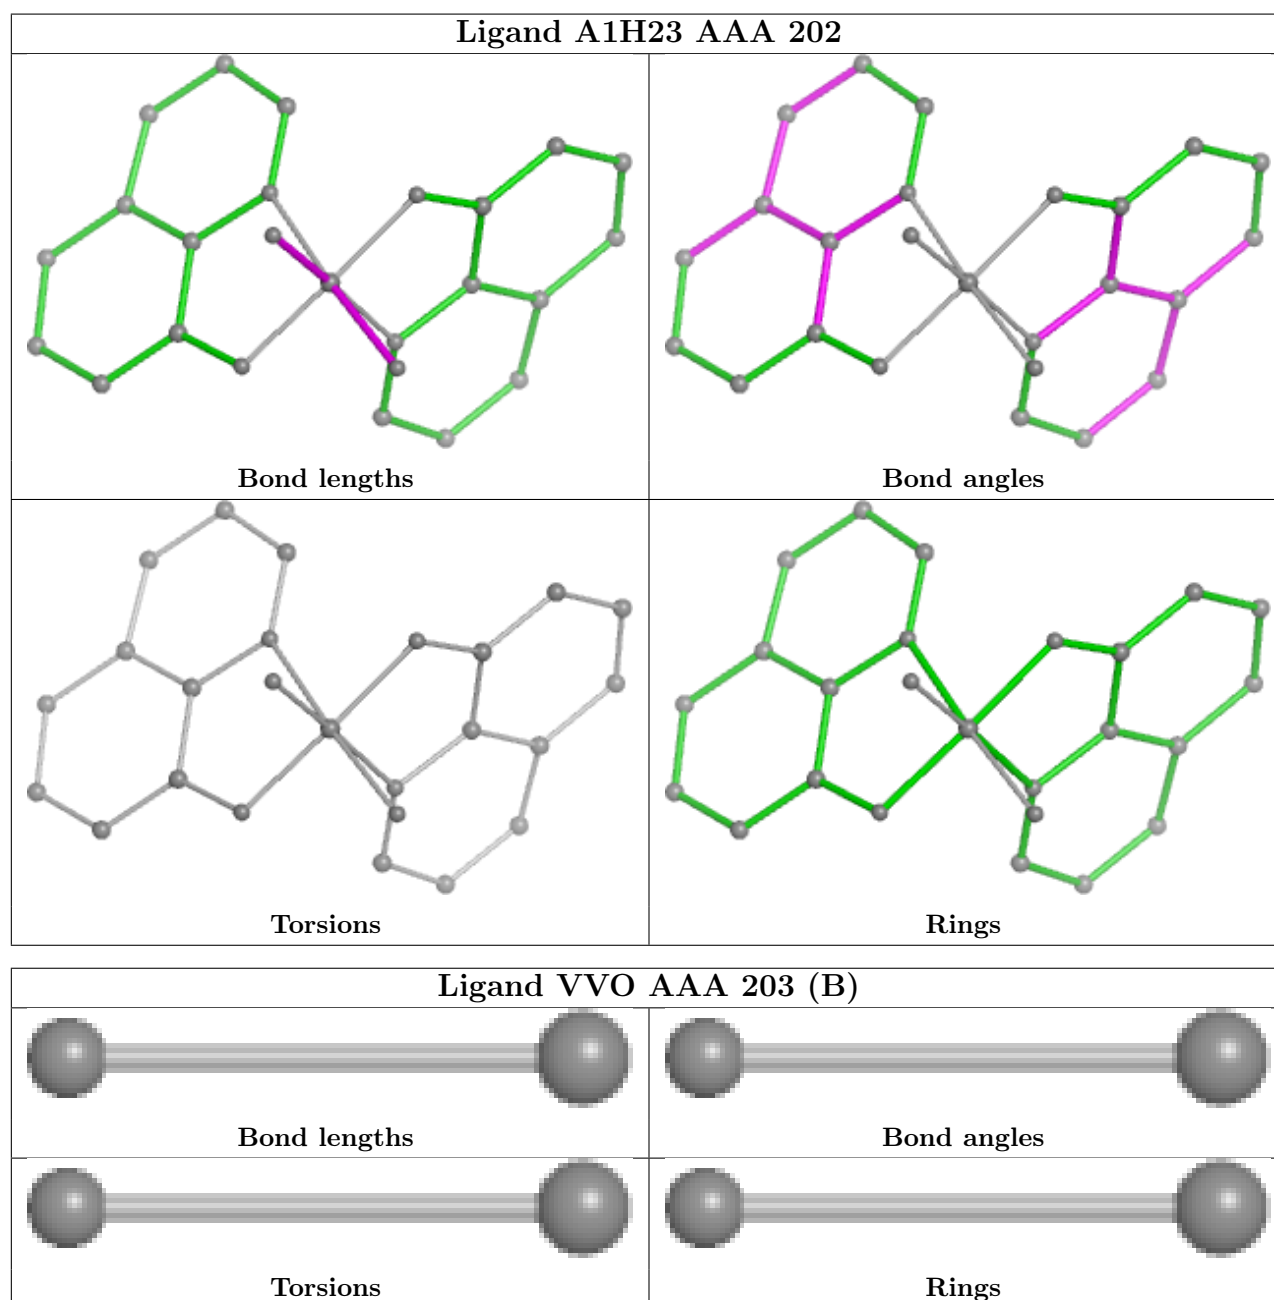 Ligand A1H23 AAA 202
Bond lengths
Bond angles
Torsions
Rings
Ligand VVO AAA 203 (B)
Bond lengths
Bond angles
Torsions
Rings